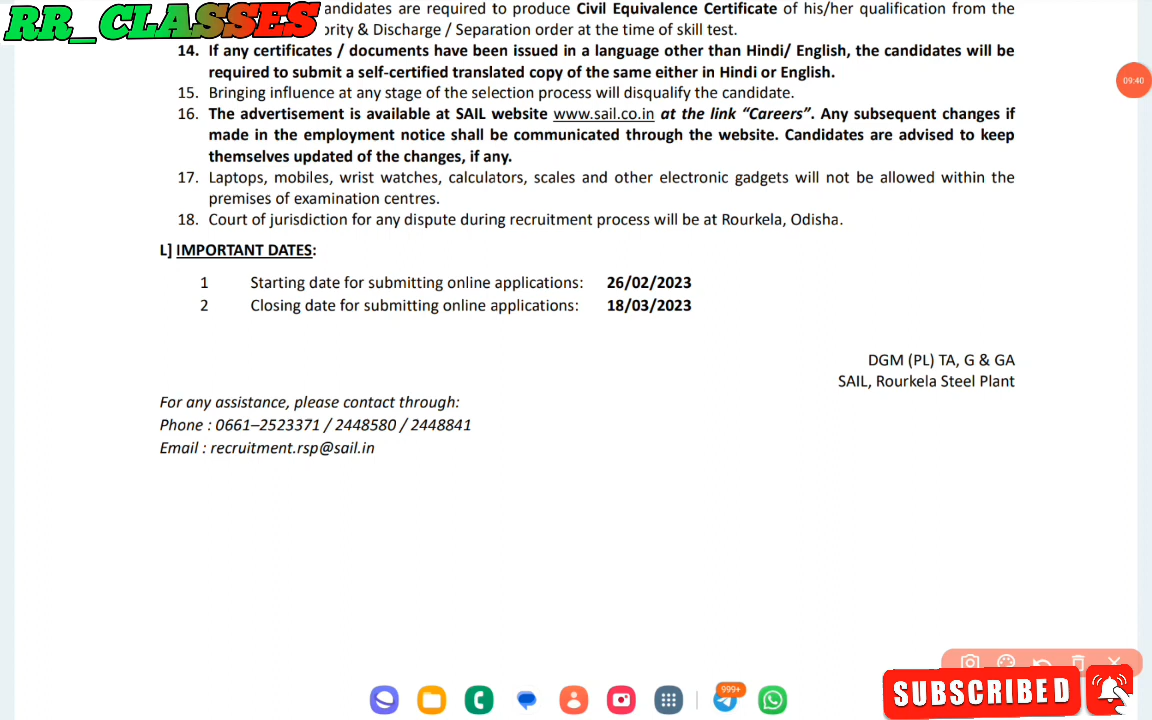 RR_CLASSES
andidates are required to produce Civil Equivalence Certificate of his/her qualification from the
ority & Discharge / Separation order at the time of skill test.
14. If any certificates / documents have been issued in a language other than Hindi/ English, the candidates will be
required to submit a self-certified translated copy of the same either in Hindi or English.
15. Bringing influence at any stage of the selection process will disqualify the candidate.
16. The advertisement is available at SAIL website www.sail.co.in at the link “Careers”. Any subsequent changes if
made in the employment notice shall be communicated through the website. Candidates are advised to keep
themselves updated of the changes, if any.
17. Laptops, mobiles, wrist watches, calculators, scales and other electronic gadgets will not be allowed within the
premises of examination centres.
18. Court of jurisdiction for any dispute during recruitment process will be at Rourkela, Odisha.
L] IMPORTANT DATES:
1 Starting date for submitting online applications: 26/02/2023
2 Closing date for submitting online applications: 18/03/2023
DGM (PL) TA, G & GA
SAIL, Rourkela Steel Plant
For any assistance, please contact through:
Phone : 0661–2523371 / 2448580 / 2448841
Email : recruitment.rsp@sail.in
09:40
999+
SUBSCRIBED